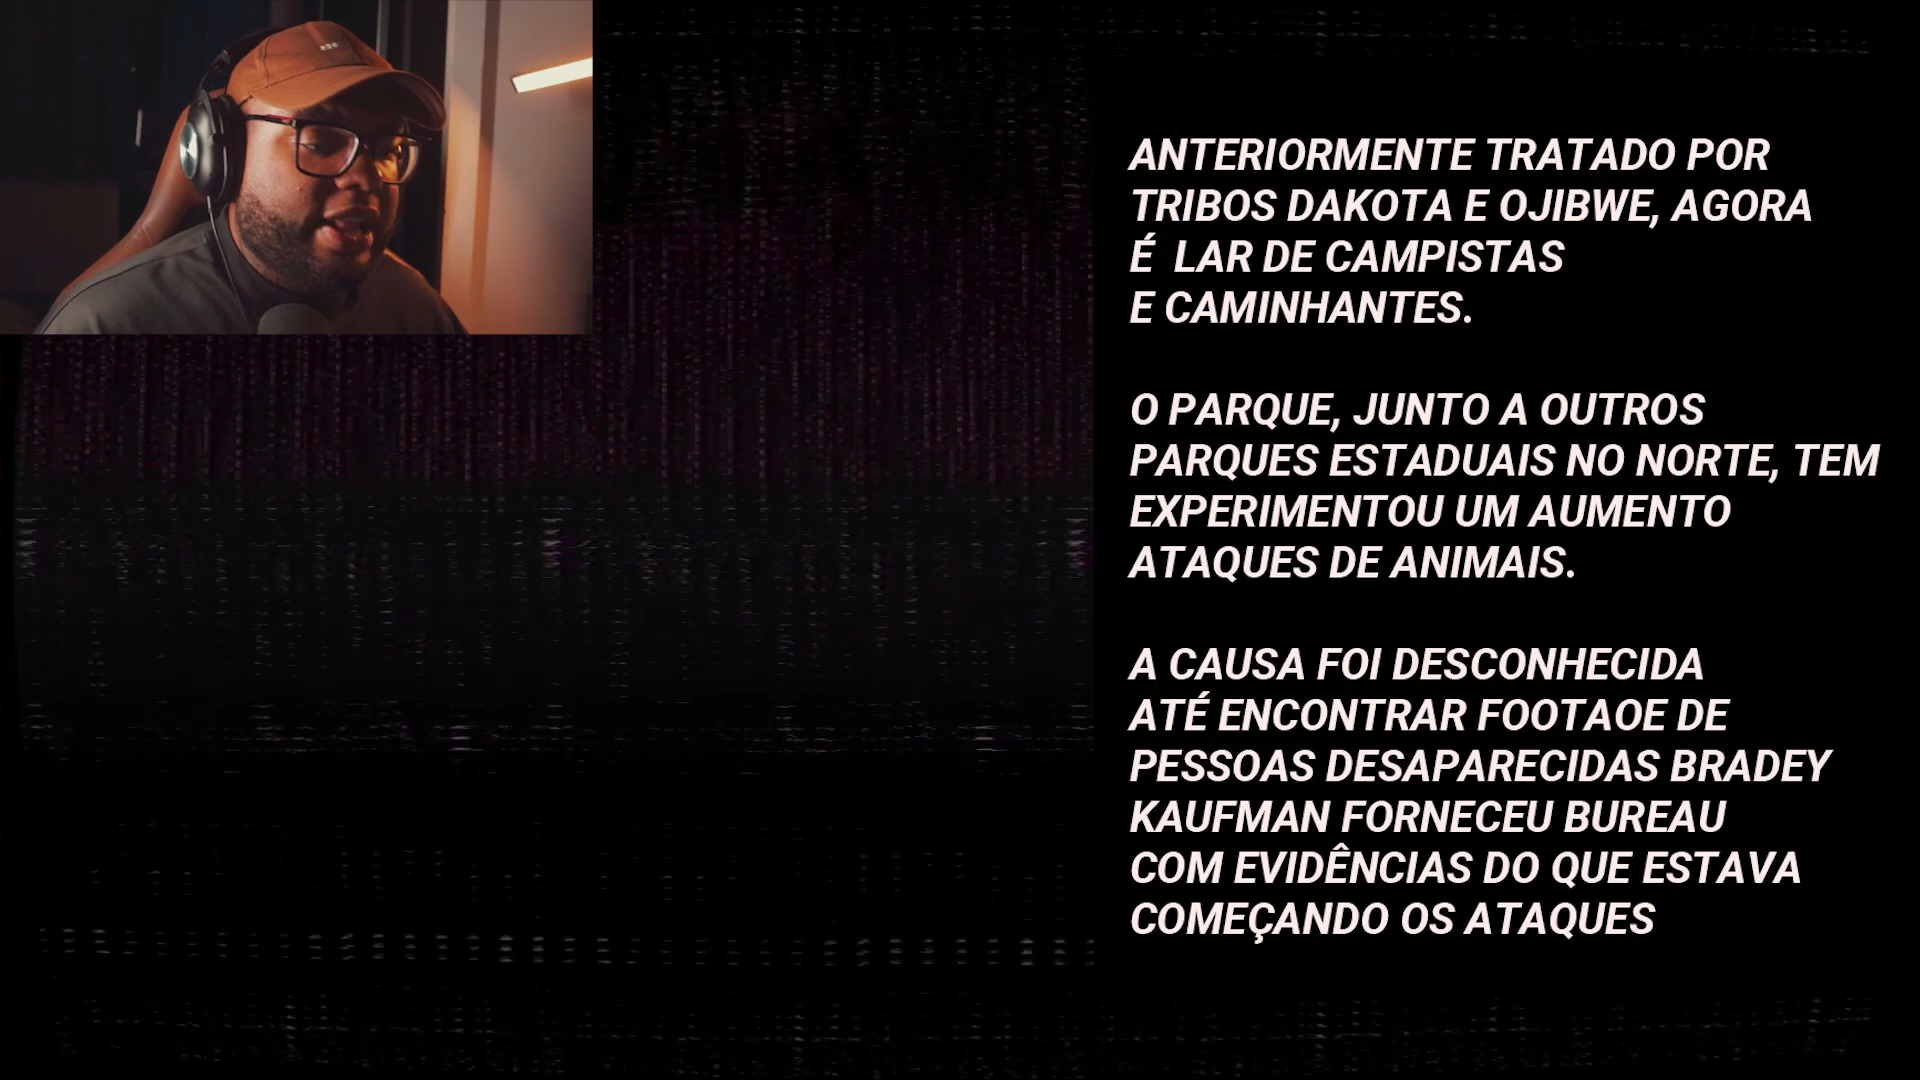 ANTERIORMENTE TRATADO POR
TRIBOS DAKOTA E OJIBWE, AGORA
É LAR DE CAMPISTAS
E CAMINHANTES.
O PARQUE, JUNTO A OUTROS
PARQUES ESTADUAIS NO NORTE, TEM
EXPERIMENTOU UM AUMENTO
ATAQUES DE ANIMAIS.
A CAUSA FOI DESCONHECIDA
ATÉ ENCONTRAR FOOTAOE DE
PESSOAS DESAPARECIDAS BRADEY
KAUFMAN FORNECEU BUREAU
COM EVIDÊNCIAS DO QUE ESTAVA
COMEÇANDO OS ATAQUES